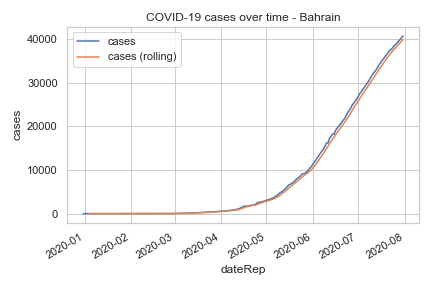 COVID-19 cases over time - Bahrain
cases
cases (rolling)
40000
30000
20000
10000
0
cases
2020-01
2020-02
2020-03
2020-04
2020-05
2020-06
2020-07
2020-08
dateRep